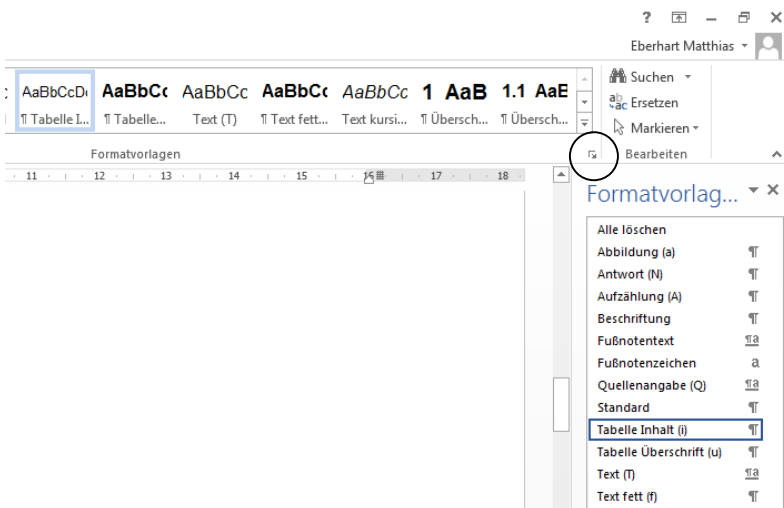 ?
Eberhart Matthias
AaBbCcD AaBbCc AaBbCc AaBbCc AaBbCc 1 AaB 1.1 AaB
¶ Tabelle I... ¶ Tabelle... Text (T) ¶ Text fett... Text kursi... ¶ Übersch... ¶ Übersch...
Suchen
Ersetzen
Markieren
Formatvorlagen
Bearbeiten
11 12 13 14 15 16 17 18
Formatvorlag...
Alle löschen
Abbildung (a) ¶
Antwort (N) ¶
Aufzählung (A) ¶
Beschriftung ¶
Fußnotentext ¶a
Fußnotenzeichen a
Quellenangabe (Q) ¶a
Standard ¶
Tabelle Inhalt (i) ¶
Tabelle Überschrift (u) ¶
Text (T) ¶a
Text fett (f) ¶